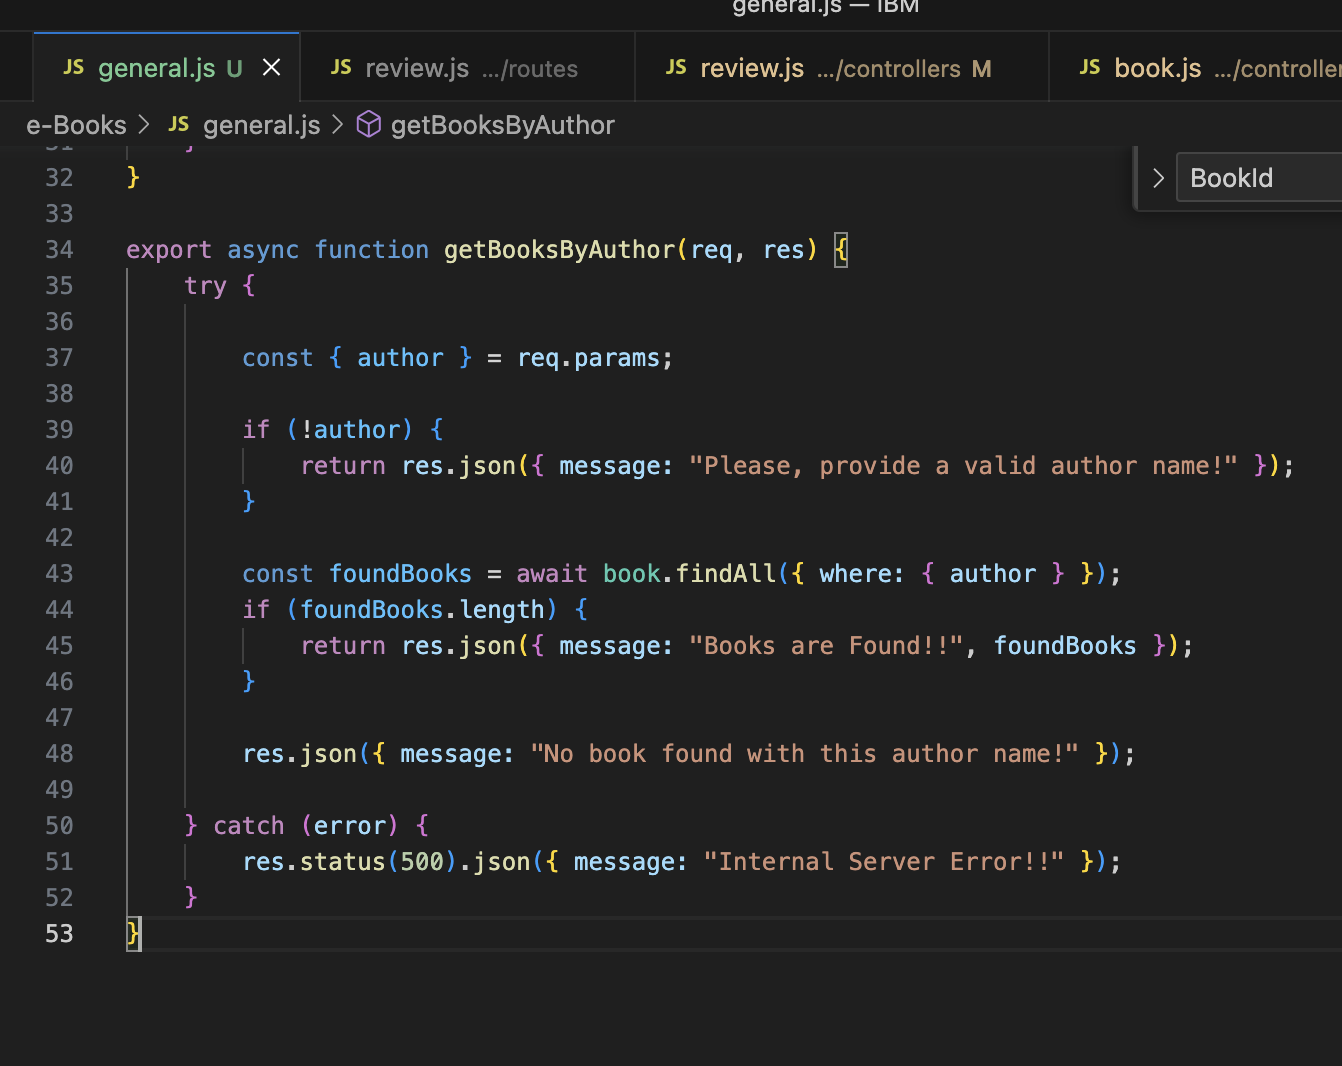 general.js — IBM
JS general.js U JS review.js .../routes JS review.js .../controllers M JS book.js .../controller
e-Books > JS general.js > getBooksByAuthor
31 }
32 }
BookId
33
34 export async function getBooksByAuthor(req, res) {
35 try {
36
37 const { author } = req.params;
38
39 if (!author) {
40 return res.json({ message: "Please, provide a valid author name!" });
41 }
42
43 const foundBooks = await book.findAll({ where: { author } });
44 if (foundBooks.length) {
45 return res.json({ message: "Books are Found!!", foundBooks });
46 }
47
48 res.json({ message: "No book found with this author name!" });
49
50 } catch (error) {
51 res.status(500).json({ message: "Internal Server Error!!" });
52 }
53 }